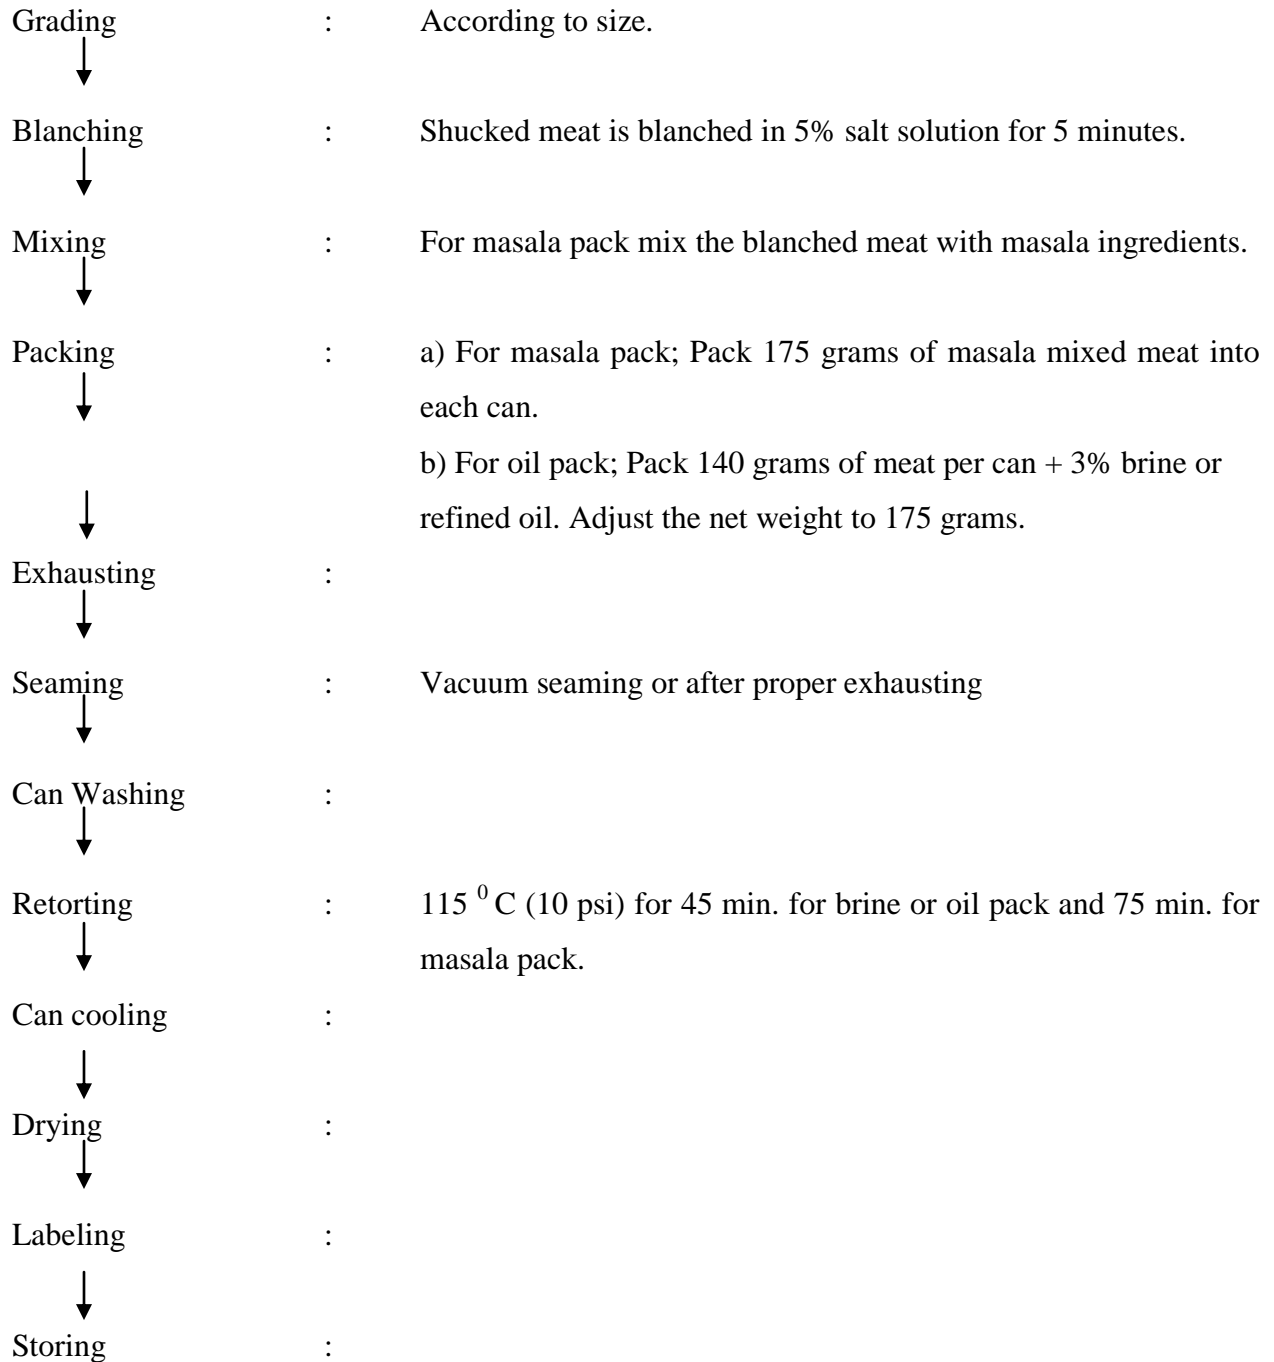 Grading : According to size.
Blanching : Shucked meat is blanched in 5% salt solution for 5 minutes.
Mixing : For masala pack mix the blanched meat with masala ingredients.
Packing : a) For masala pack; Pack 175 grams of masala mixed meat into
each can.
b) For oil pack; Pack 140 grams of meat per can + 3% brine or
refined oil. Adjust the net weight to 175 grams.
Exhausting :
Seaming : Vacuum seaming or after proper exhausting
Can Washing :
Retorting : 115 ⁰ C (10 psi) for 45 min. for brine or oil pack and 75 min. for
masala pack.
Can cooling :
Drying :
Labeling :
Storing :